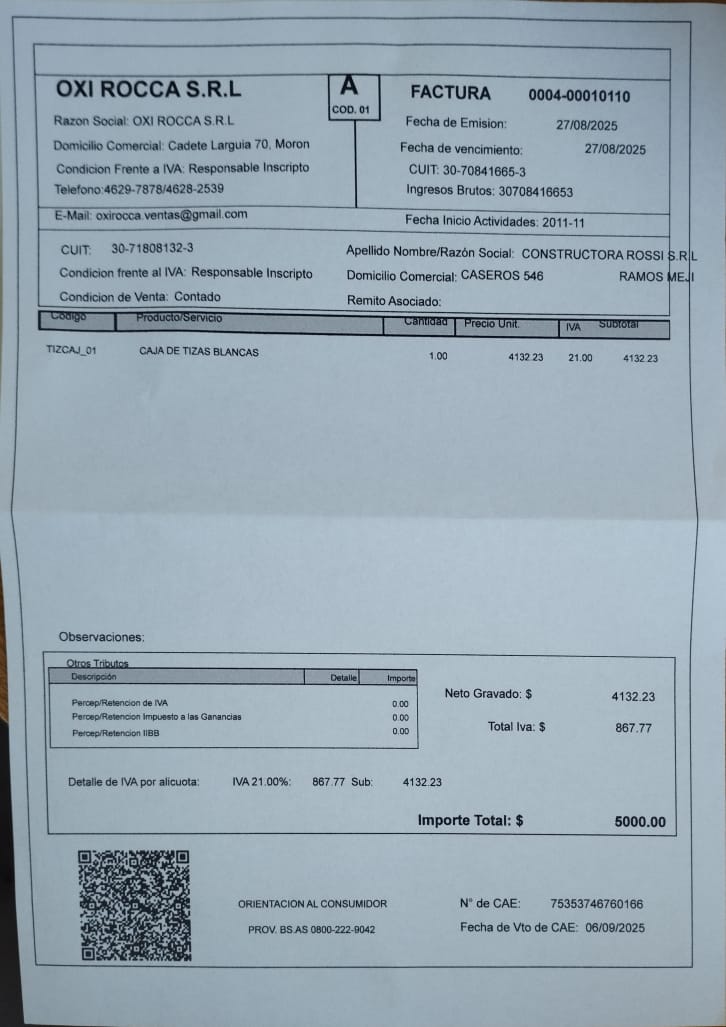 OXI ROCCA S.R.L
Razon Social: OXI ROCCA S.R.L
Domicilio Comercial: Cadete Larguia 70, Moron
Condicion Frente a IVA: Responsable Inscripto
Telefono:4629-7878/4628-2539
E-Mail: oxirocca.ventas@gmail.com
A
COD. 01
FACTURA 0004-00010110
Fecha de Emision: 27/08/2025
Fecha de vencimiento: 27/08/2025
CUIT: 30-70841665-3
Ingresos Brutos: 30708416653
Fecha Inicio Actividades: 2011-11
CUIT: 30-71808132-3
Condicion frente al IVA: Responsable Inscripto
Condicion de Venta: Contado
Apellido Nombre/Razón Social: CONSTRUCTORA ROSSI S.R.L
Domicilio Comercial: CASEROS 546 RAMOS MEJI
Remito Asociado:
Codigo Producto/Servicio Cantidad Precio Unit. IVA Subtotal
TIZCAJ_01 CAJA DE TIZAS BLANCAS 1.00 4132.23 21.00 4132.23
Observaciones:
Otros Tributos
Descripción Detalle Importe
Percep/Retencion de IVA 0.00
Percep/Retencion Impuesto a las Ganancias 0.00
Percep/Retencion IIBB 0.00
Neto Gravado: $ 4132.23
Total Iva: $ 867.77
Detalle de IVA por alicuota: IVA 21.00%: 867.77 Sub: 4132.23
Importe Total: $ 5000.00
ORIENTACION AL CONSUMIDOR
PROV. BS.AS 0800-222-9042
N° de CAE: 75353746760166
Fecha de Vto de CAE: 06/09/2025